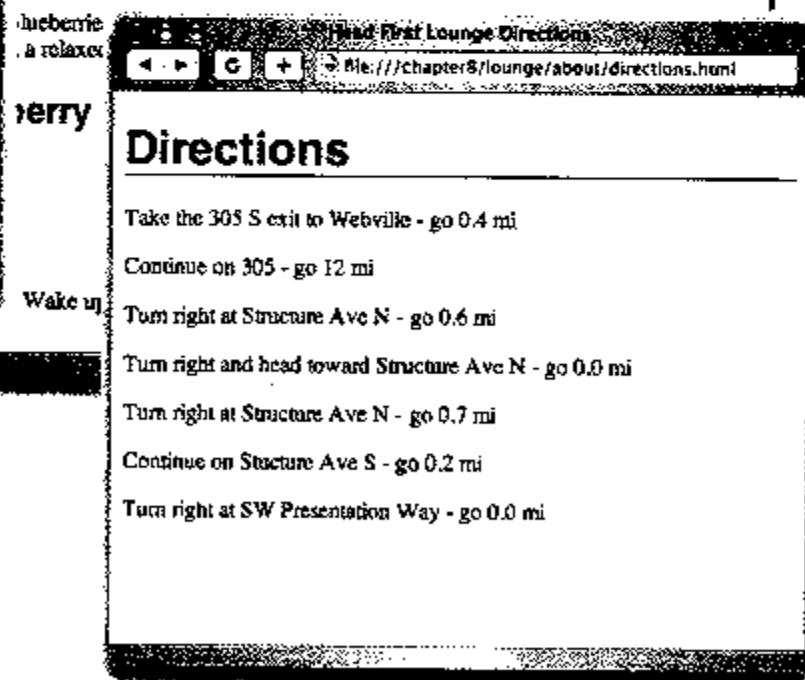 a relaxed
erry
Wake up
Head First Lounge Directions
file:///chapter8/lounge/about/directions.html
Directions
Take the 305 S exit to Webville - go 0.4 mi
Continue on 305 - go 12 mi
Turn right at Structure Ave N - go 0.6 mi
Turn right and head toward Structure Ave N - go 0.0 mi
Turn right at Structure Ave N - go 0.7 mi
Continue on Stucture Ave S - go 0.2 mi
Turn right at SW Presentation Way - go 0.0 mi